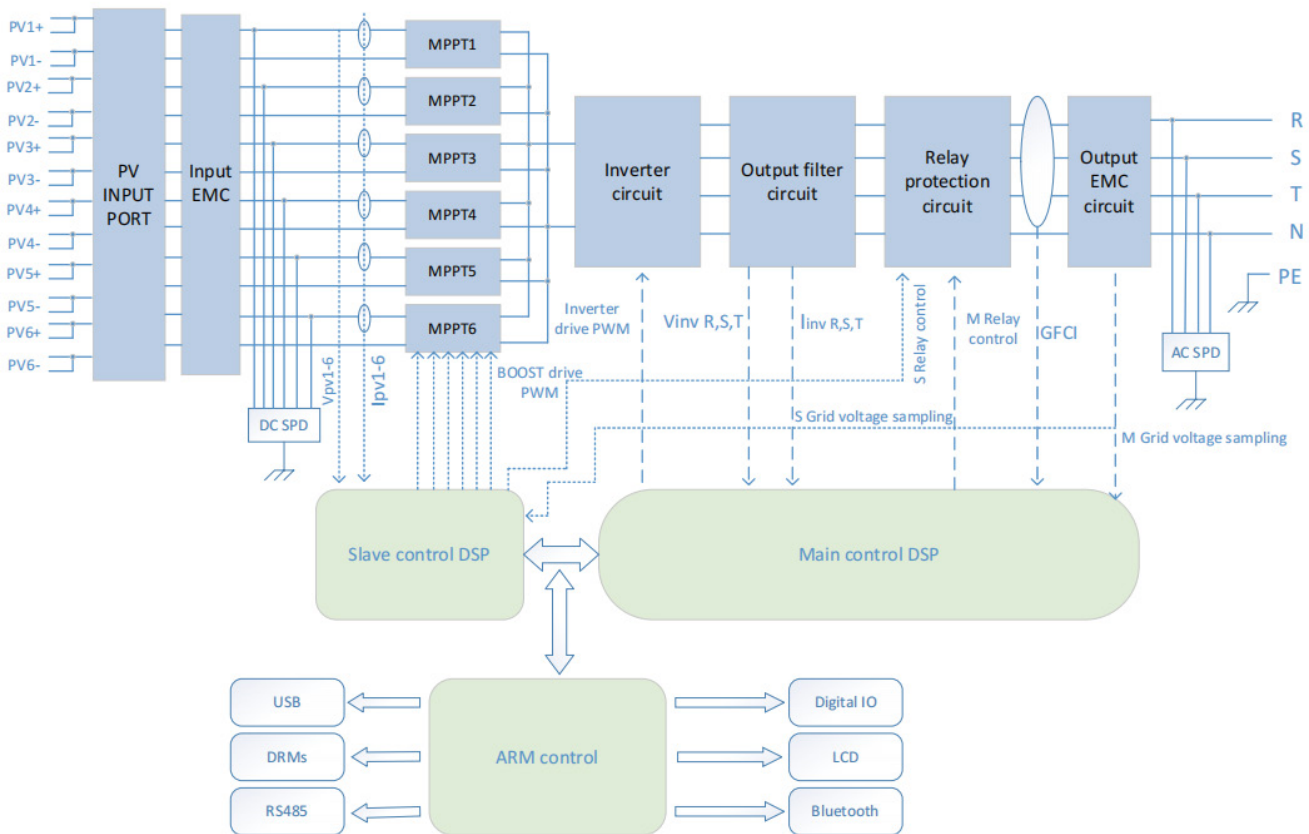 PV1+
PV1-
PV2+
PV2-
PV3+
PV3-
PV4+
PV4-
PV5+
PV5-
PV6+
PV6-
PV
INPUT
PORT
Input
EMC
DC SPD
Vpv1-6
Ipv1-6
MPPT1
MPPT2
MPPT3
MPPT4
MPPT5
MPPT6
BOOST drive
PWM
Inverter
circuit
Inverter
drive PWM
Output filter
circuit
Vinv R,S,T
Iinv R,S,T
Relay
protection
circuit
S Relay control
M Relay
control
IGFCI
Output
EMC
circuit
S Grid voltage sampling
M Grid voltage sampling
R
S
T
N
PE
AC SPD
Slave control DSP
Main control DSP
ARM control
USB
DRMs
RS485
Digital IO
LCD
Bluetooth